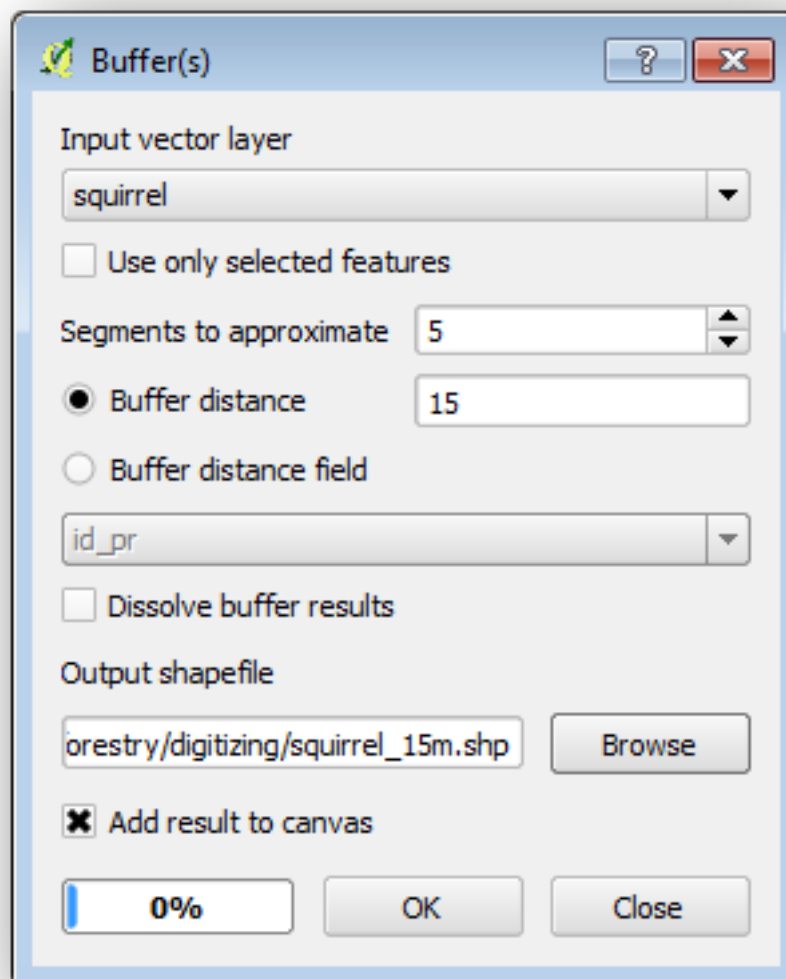 Buffer(s)
Input vector layer
squirrel
Use only selected features
Segments to approximate 5
Buffer distance 15
Buffer distance field
id_pr
Dissolve buffer results
Output shapefile
orestry/digitizing/squirrel_15m.shp Browse
Add result to canvas
0% OK Close